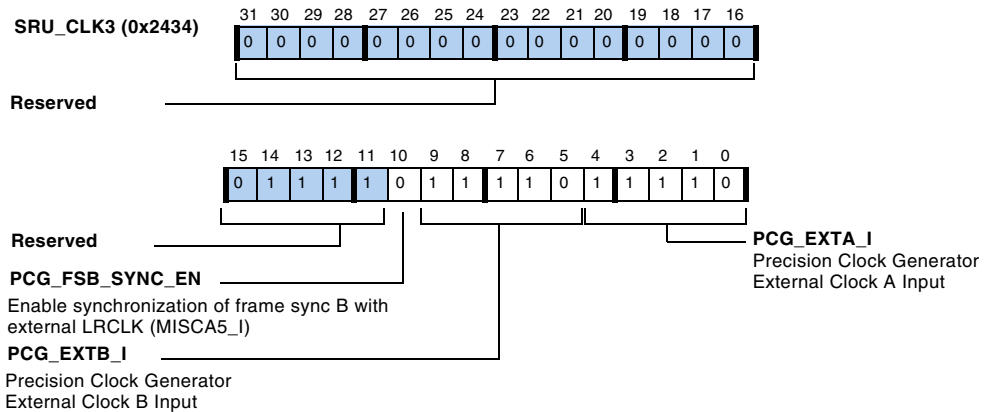 SRU_CLK3 (0x2434)
31 30 29 28 27 26 25 24 23 22 21 20 19 18 17 16
0 0 0 0 0 0 0 0 0 0 0 0 0 0 0 0
Reserved
15 14 13 12 11 10 9 8 7 6 5 4 3 2 1 0
0 1 1 1 1 0 1 1 1 1 0 1 1 1 1 0
Reserved
PCG_FSB_SYNC_EN
Enable synchronization of frame sync B with
external LRCLK (MISCA5_I)
PCG_EXTB_I
Precision Clock Generator
External Clock B Input
PCG_EXTA_I
Precision Clock Generator
External Clock A Input